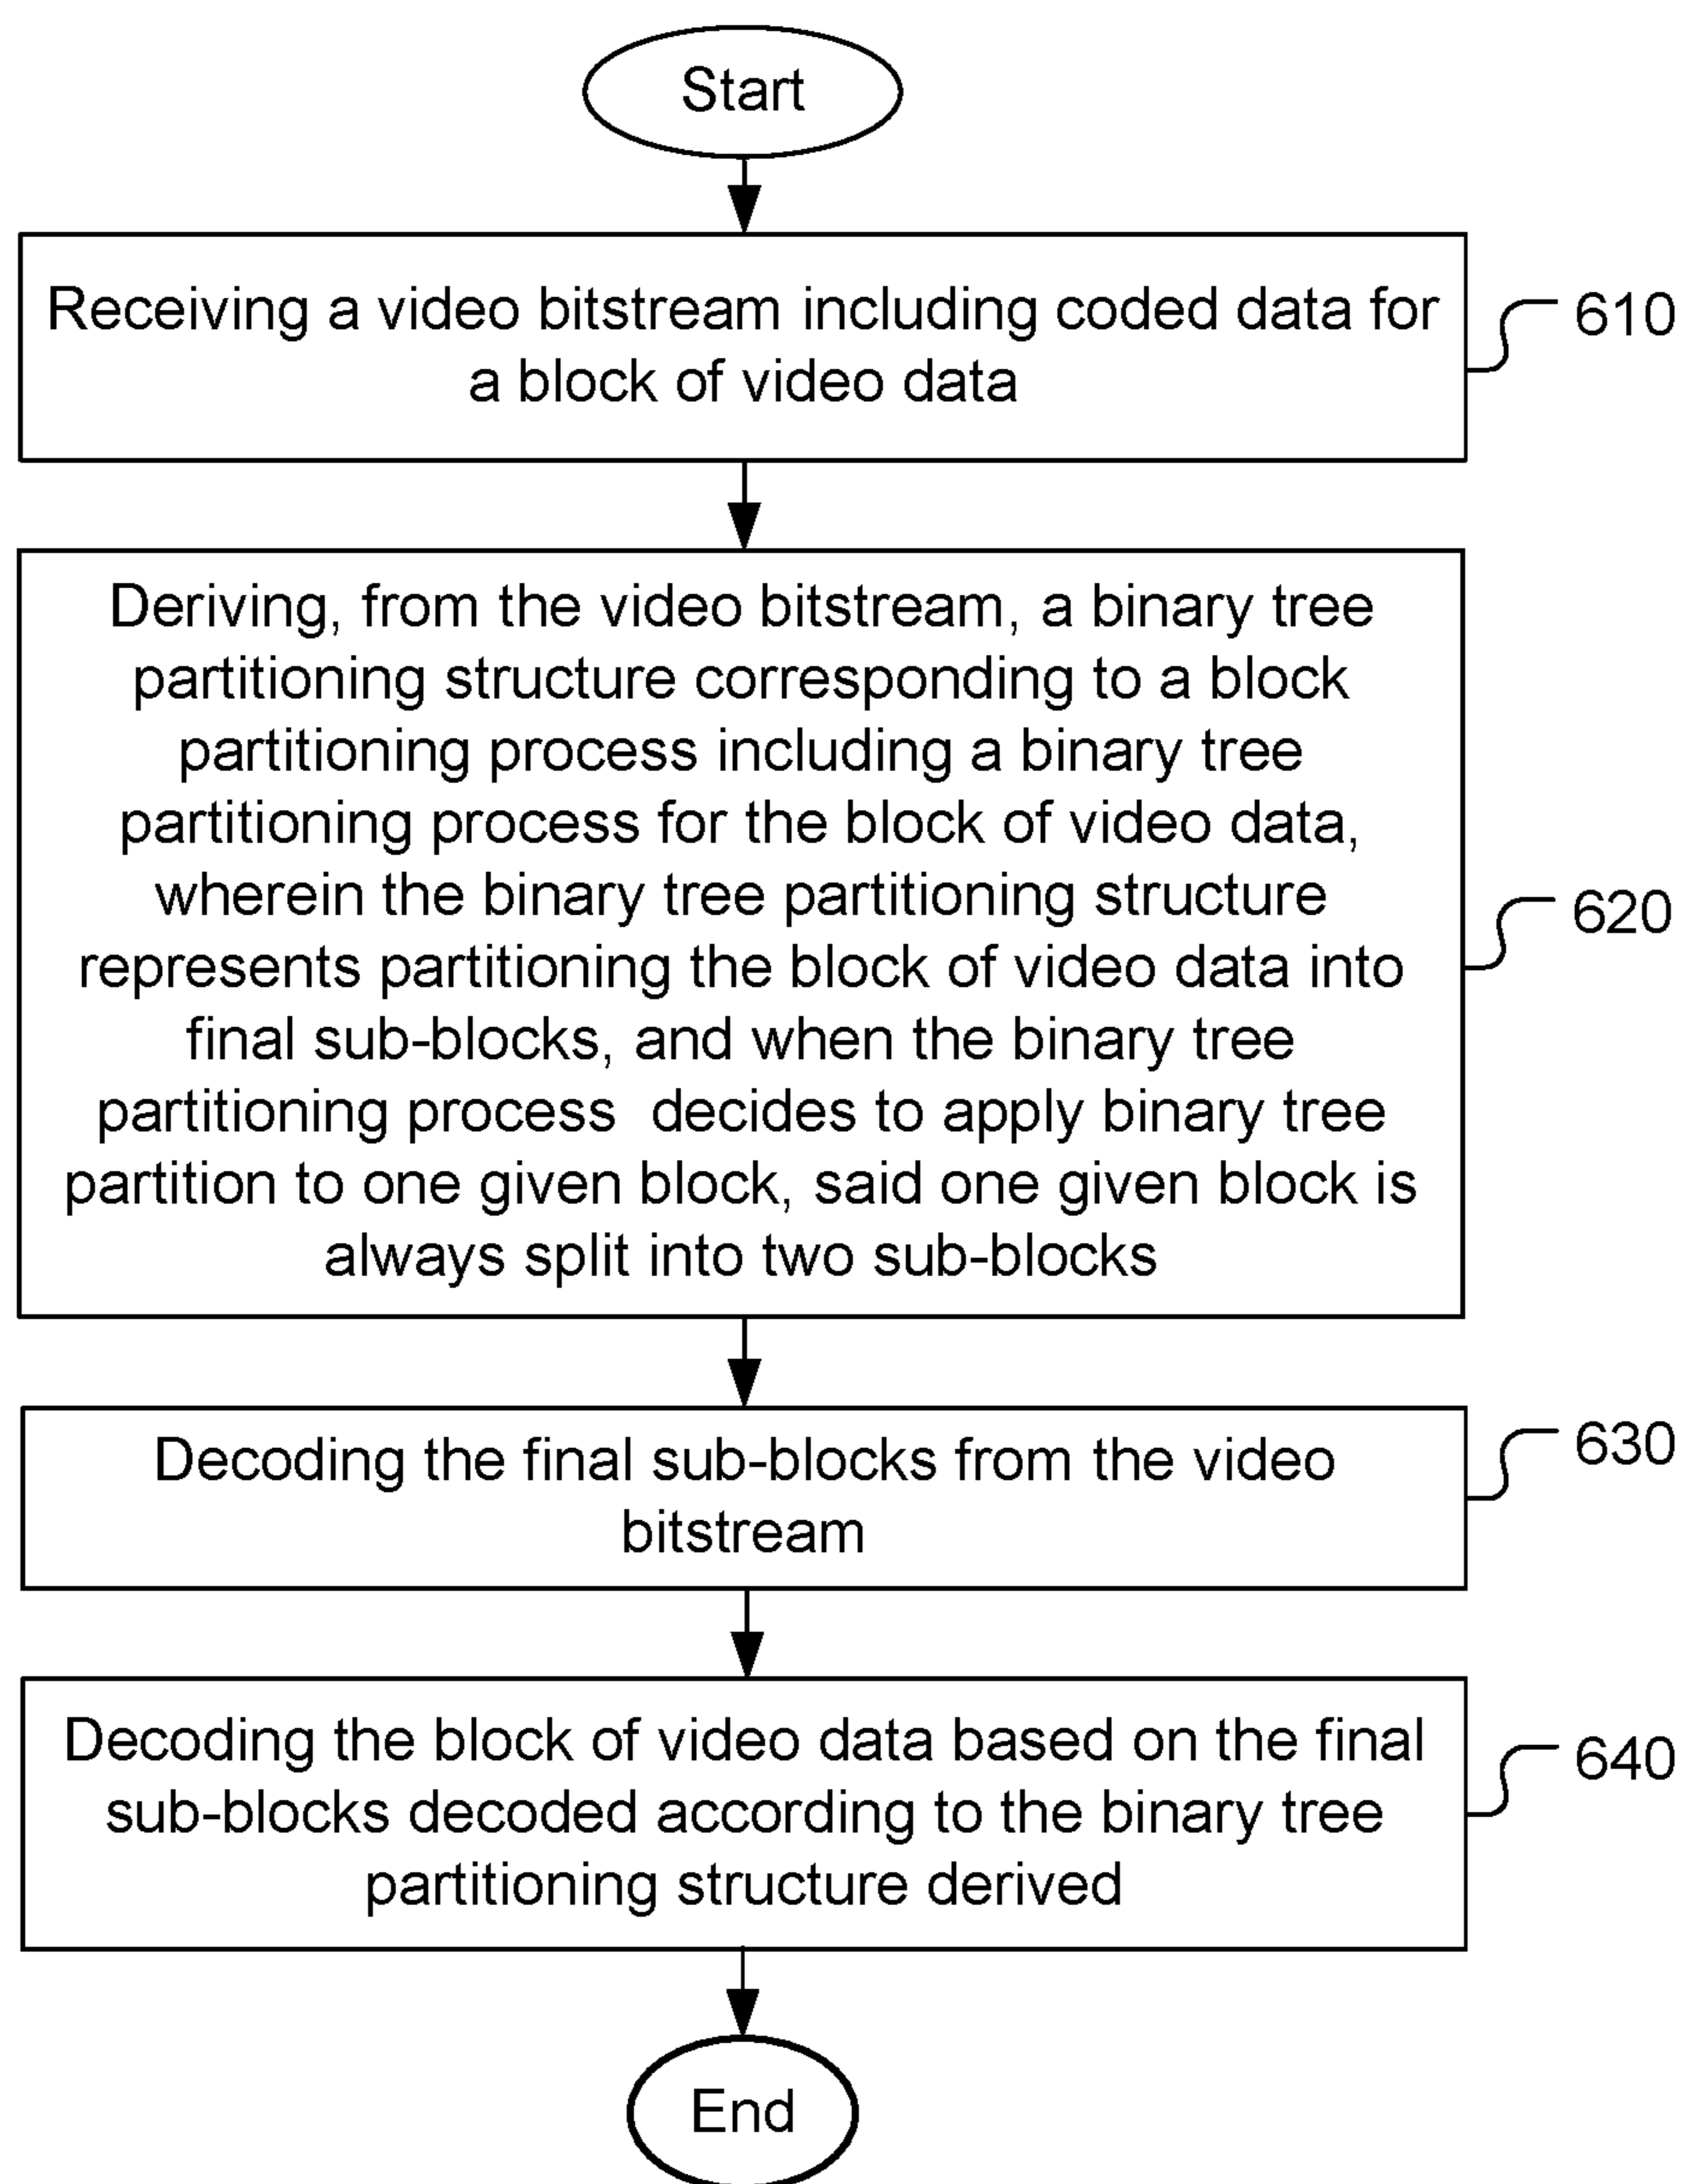 Start
Receiving a video bitstream including coded data for
a block of video data
610
Deriving, from the video bitstream, a binary tree
partitioning structure corresponding to a block
partitioning process including a binary tree
partitioning process for the block of video data,
wherein the binary tree partitioning structure
represents partitioning the block of video data into
final sub-blocks, and when the binary tree
partitioning process decides to apply binary tree
partition to one given block, said one given block is
always split into two sub-blocks
620
Decoding the final sub-blocks from the video
bitstream
630
Decoding the block of video data based on the final
sub-blocks decoded according to the binary tree
partitioning structure derived
640
End